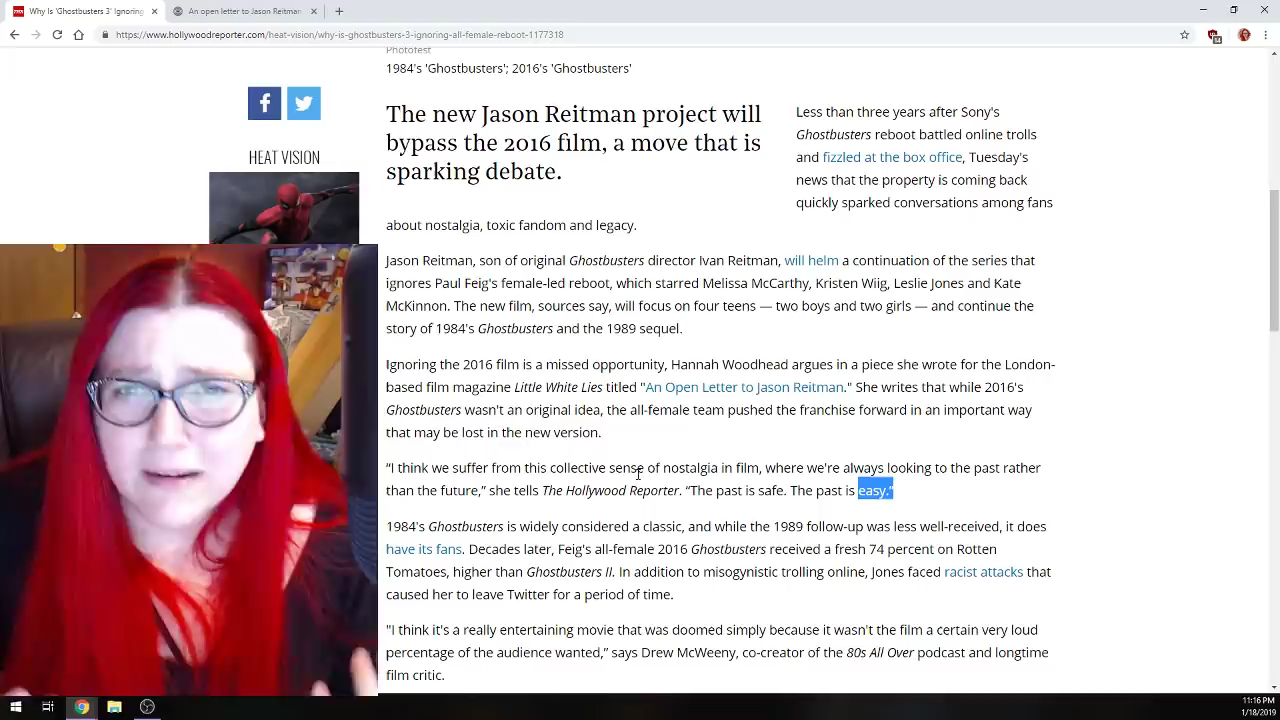 Why Is 'Ghostbusters 3' Ignoring
An open letter to Jason Reitman
https://www.hollywoodreporter.com/heat-vision/why-is-ghostbusters-3-ignoring-all-female-reboot-1177318
Photofest
1984's 'Ghostbusters'; 2016's 'Ghostbusters'
The new Jason Reitman project will
bypass the 2016 film, a move that is
sparking debate.
Less than three years after Sony's
Ghostbusters reboot battled online trolls
and fizzled at the box office, Tuesday's
news that the property is coming back
quickly sparked conversations among fans
about nostalgia, toxic fandom and legacy.
HEAT VISION
Jason Reitman, son of original Ghostbusters director Ivan Reitman, will helm a continuation of the series that
ignores Paul Feig's female-led reboot, which starred Melissa McCarthy, Kristen Wiig, Leslie Jones and Kate
McKinnon. The new film, sources say, will focus on four teens — two boys and two girls — and continue the
story of 1984's Ghostbusters and the 1989 sequel.
Ignoring the 2016 film is a missed opportunity, Hannah Woodhead argues in a piece she wrote for the London-
based film magazine Little White Lies titled "An Open Letter to Jason Reitman." She writes that while 2016's
Ghostbusters wasn't an original idea, the all-female team pushed the franchise forward in an important way
that may be lost in the new version.
“I think we suffer from this collective sense of nostalgia in film, where we're always looking to the past rather
than the future,” she tells The Hollywood Reporter. “The past is safe. The past is easy.”
1984's Ghostbusters is widely considered a classic, and while the 1989 follow-up was less well-received, it does
have its fans. Decades later, Feig's all-female 2016 Ghostbusters received a fresh 74 percent on Rotten
Tomatoes, higher than Ghostbusters II. In addition to misogynistic trolling online, Jones faced racist attacks that
caused her to leave Twitter for a period of time.
"I think it's a really entertaining movie that was doomed simply because it wasn't the film a certain very loud
percentage of the audience wanted,” says Drew McWeeny, co-creator of the 80s All Over podcast and longtime
film critic.
11:16 PM
1/18/2019